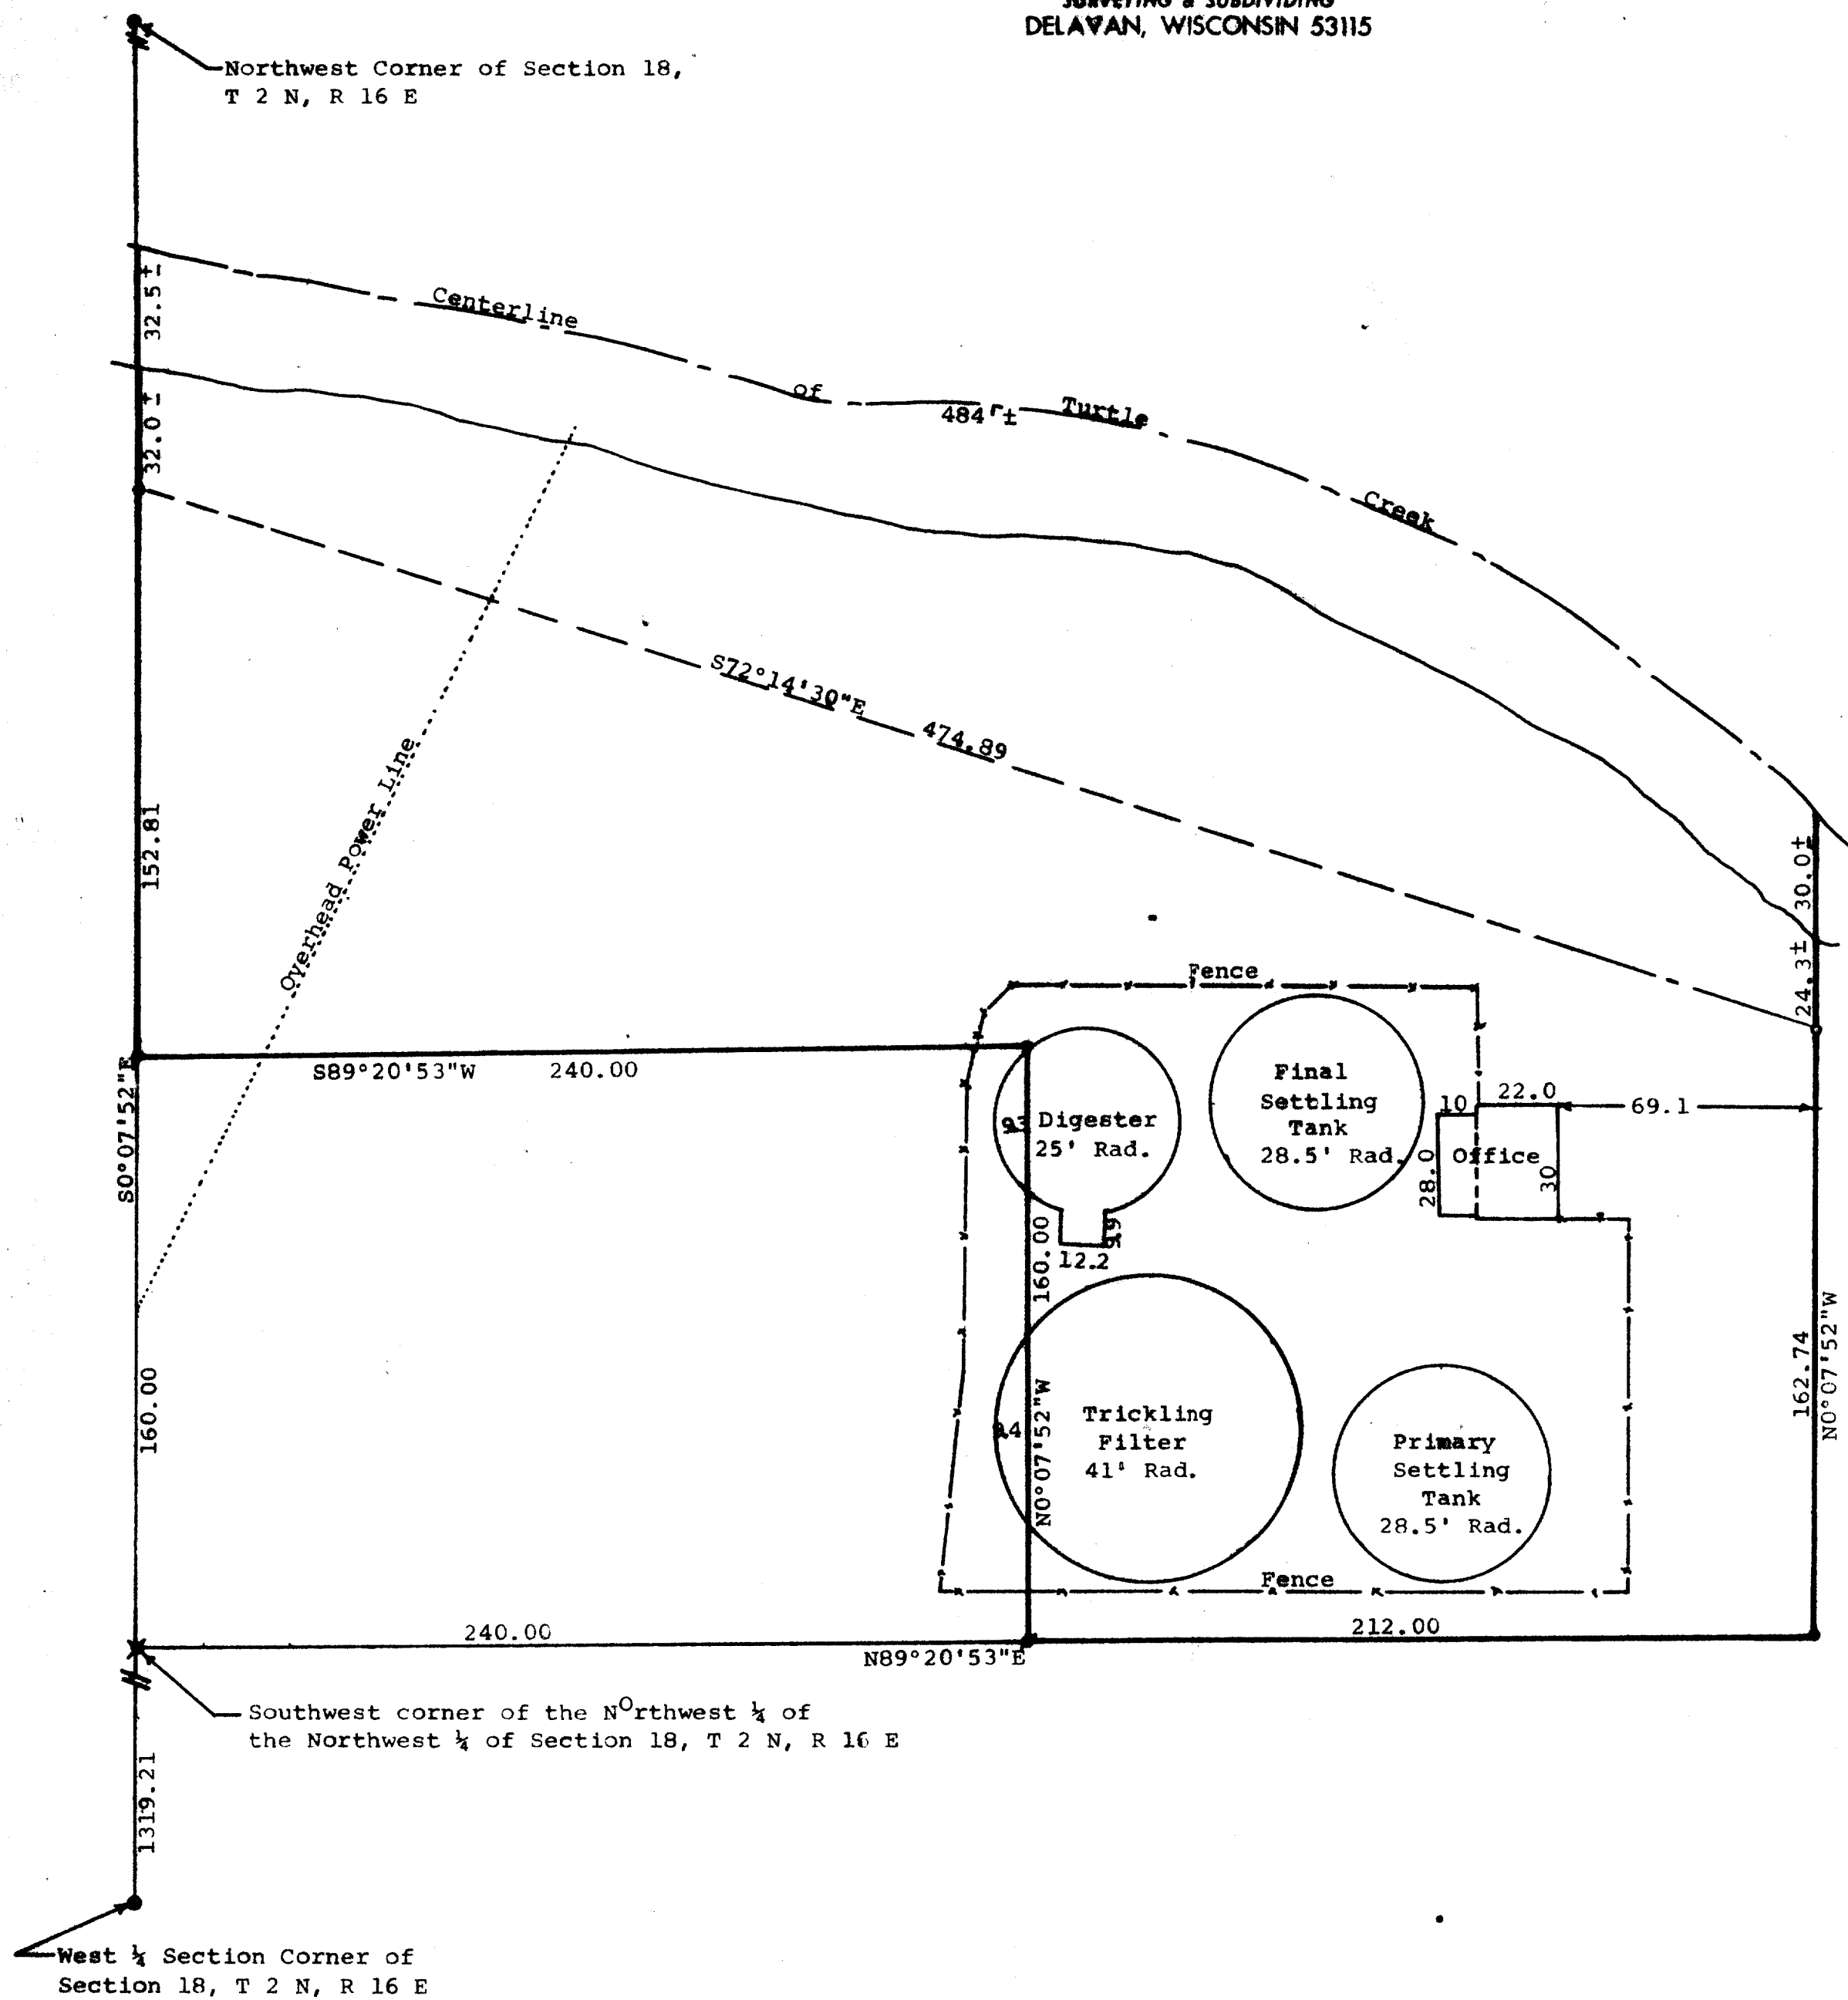 SURVEYING & SUBDIVIDING
DELAVAN, WISCONSIN 53115
Northwest Corner of Section 18,
T 2 N, R 16 E
32.5±
Centerline
of
484'±
Turtle
Creek
32.0±
S72°14'30"E
474.89
Overhead Power Line
152.81
30.0±
24.3±
Fence
S89°20'53"W
240.00
S0°07'52"E
Final
Settling
Tank
28.5' Rad.
Digester
25' Rad.
10
22.0
69.1
28.0
Office
30
160.00
12.2
162.74
N0°07'52"W
160.00
N0°07'52"W
Trickling
Filter
41' Rad.
Primary
Settling
Tank
28.5' Rad.
Fence
240.00
212.00
N89°20'53"E
Southwest corner of the Northwest ¼ of
the Northwest ¼ of Section 18, T 2 N, R 16 E
1319.21
West ¼ Section Corner of
Section 18, T 2 N, R 16 E